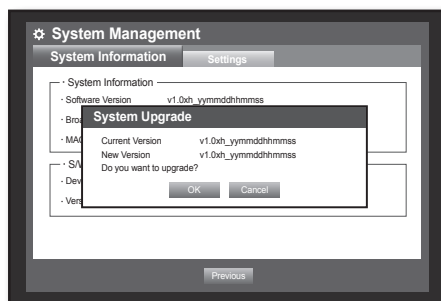 System Management
System Information
Settings
· System Information
· Software Version v1.0xh_yymmddhhmmss
· Broa
· MAC
System Upgrade
Current Version v1.0xh_yymmddhhmmss
New Version v1.0xh_yymmddhhmmss
Do you want to upgrade?
OK Cancel
· S/W
· Dev
· Vers
Previous